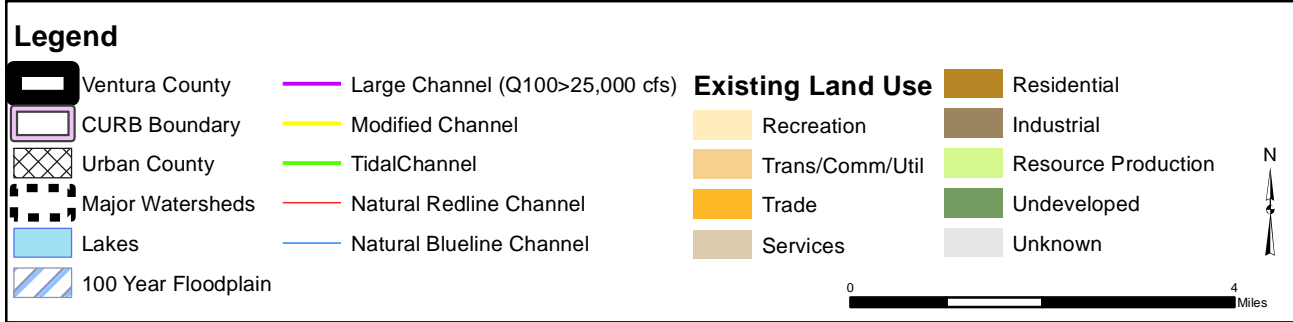 Legend
Ventura County
CURB Boundary
Urban County
Major Watersheds
Lakes
100 Year Floodplain
Large Channel (Q100>25,000 cfs)
Modified Channel
TidalChannel
Natural Redline Channel
Natural Blueline Channel
Existing Land Use
Recreation
Trans/Comm/Util
Trade
Services
Residential
Industrial
Resource Production
Undeveloped
Unknown
N
0 4
Miles